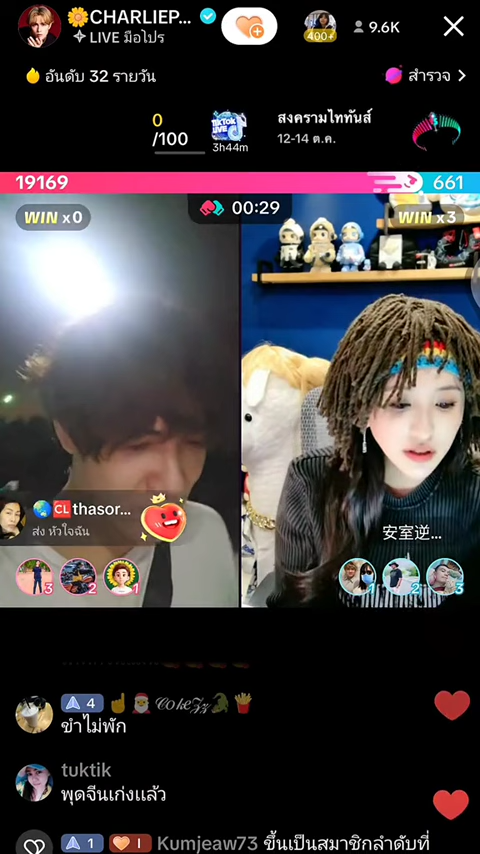 🌼CHARLIEP...
LIVE มือโปร
400+
9.6K
อันดับ 32 รายวัน
สำรวจ
0
/100
TikTok
LIVE
3h44m
สงครามไททันส์
12-14 ต.ค.
19169
661
WIN x0
00:29
WIN x3
🌏🆑thasor...
ส่ง หัวใจฉัน
安室逆...
3
2
1
1
2
3
4 ☝️🎅𝒞ℴ𝓀ℯ𝒵𝓏🐊🍟
ขำไม่พัก
tuktik
พุดจีนเก่งแล้ว
1
I
Kumjeaw73 ขึ้นเป็นสมาชิกลำดับที่